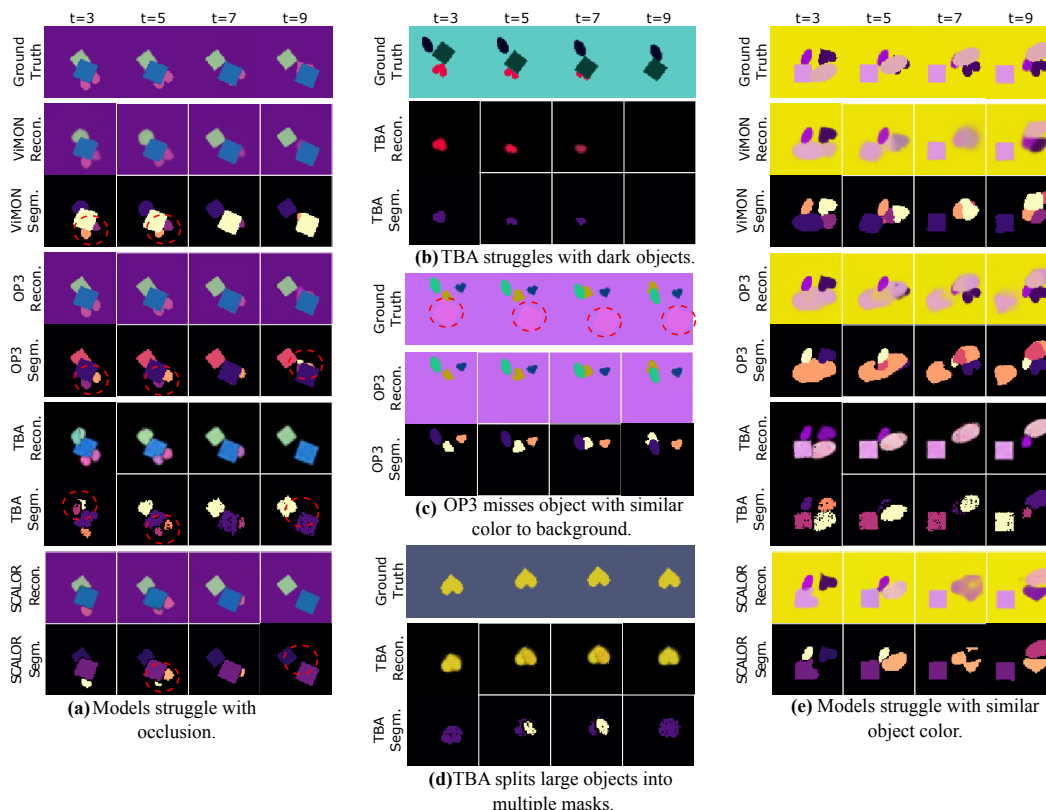 t=3 t=5 t=7 t=9
Ground Truth
ViMON Recon.
ViMON Segm.
OP3 Recon.
OP3 Segm.
TBA Recon.
TBA Segm.
SCALOR Recon.
SCALOR Segm.
(a) Models struggle with
occlusion.
t=3 t=5 t=7 t=9
Ground Truth
TBA Recon.
TBA Segm.
(b) TBA struggles with dark objects.
Ground Truth
OP3 Recon.
OP3 Segm.
(c) OP3 misses object with similar
color to background.
Ground Truth
TBA Recon.
TBA Segm.
(d) TBA splits large objects into
multiple masks.
t=3 t=5 t=7 t=9
Ground Truth
ViMON Recon.
ViMON Segm.
OP3 Recon.
OP3 Segm.
TBA Recon.
TBA Segm.
SCALOR Recon.
SCALOR Segm.
(e) Models struggle with similar
object color.